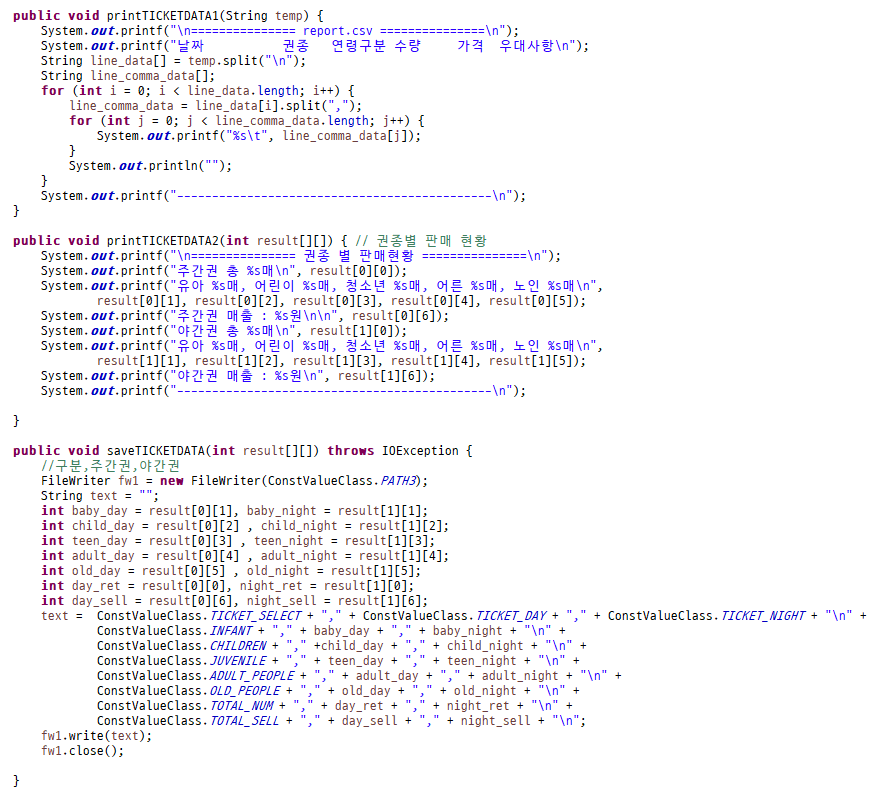 public void printTICKETDATA1(String temp) {
System.out.printf("\n=============== report.csv ===============\n");
System.out.printf("날짜           권종   연령구분 수량     가격  우대사항\n");
String line_data[] = temp.split("\n");
String line_comma_data[];
for (int i = 0; i < line_data.length; i++) {
line_comma_data = line_data[i].split(",");
for (int j = 0; j < line_comma_data.length; j++) {
System.out.printf("%s\t", line_comma_data[j]);
}
System.out.println("");
}
System.out.printf("---------------------------------------------\n");
}
public void printTICKETDATA2(int result[][]) { // 권종별 판매 현황
System.out.printf("\n=============== 권종 별 판매현황 ===============\n");
System.out.printf("주간권 총 %s매\n", result[0][0]);
System.out.printf("유아 %s매, 어린이 %s매, 청소년 %s매, 어른 %s매, 노인 %s매\n",
result[0][1], result[0][2], result[0][3], result[0][4], result[0][5]);
System.out.printf("주간권 매출 : %s원\n\n", result[0][6]);
System.out.printf("야간권 총 %s매\n", result[1][0]);
System.out.printf("유아 %s매, 어린이 %s매, 청소년 %s매, 어른 %s매, 노인 %s매\n",
result[1][1], result[1][2], result[1][3], result[1][4], result[1][5]);
System.out.printf("야간권 매출 : %s원\n", result[1][6]);
System.out.printf("---------------------------------------------\n");
}
public void saveTICKETDATA(int result[][]) throws IOException {
//구분,주간권,야간권
FileWriter fw1 = new FileWriter(ConstValueClass.PATH3);
String text = "";
int baby_day = result[0][1], baby_night = result[1][1];
int child_day = result[0][2] , child_night = result[1][2];
int teen_day = result[0][3] , teen_night = result[1][3];
int adult_day = result[0][4] , adult_night = result[1][4];
int old_day = result[0][5] , old_night = result[1][5];
int day_ret = result[0][0], night_ret = result[1][0];
int day_sell = result[0][6], night_sell = result[1][6];
text =  ConstValueClass.TICKET_SELECT + "," + ConstValueClass.TICKET_DAY + "," + ConstValueClass.TICKET_NIGHT + "\n" +
ConstValueClass.INFANT + "," + baby_day + "," + baby_night + "\n" +
ConstValueClass.CHILDREN + "," +child_day + "," + child_night + "\n" +
ConstValueClass.JUVENILE + "," + teen_day + "," + teen_night + "\n" +
ConstValueClass.ADULT_PEOPLE + "," + adult_day + "," + adult_night + "\n" +
ConstValueClass.OLD_PEOPLE + "," + old_day + "," + old_night + "\n" +
ConstValueClass.TOTAL_NUM + "," + day_ret + "," + night_ret + "\n" +
ConstValueClass.TOTAL_SELL + "," + day_sell + "," + night_sell + "\n";
fw1.write(text);
fw1.close();
}